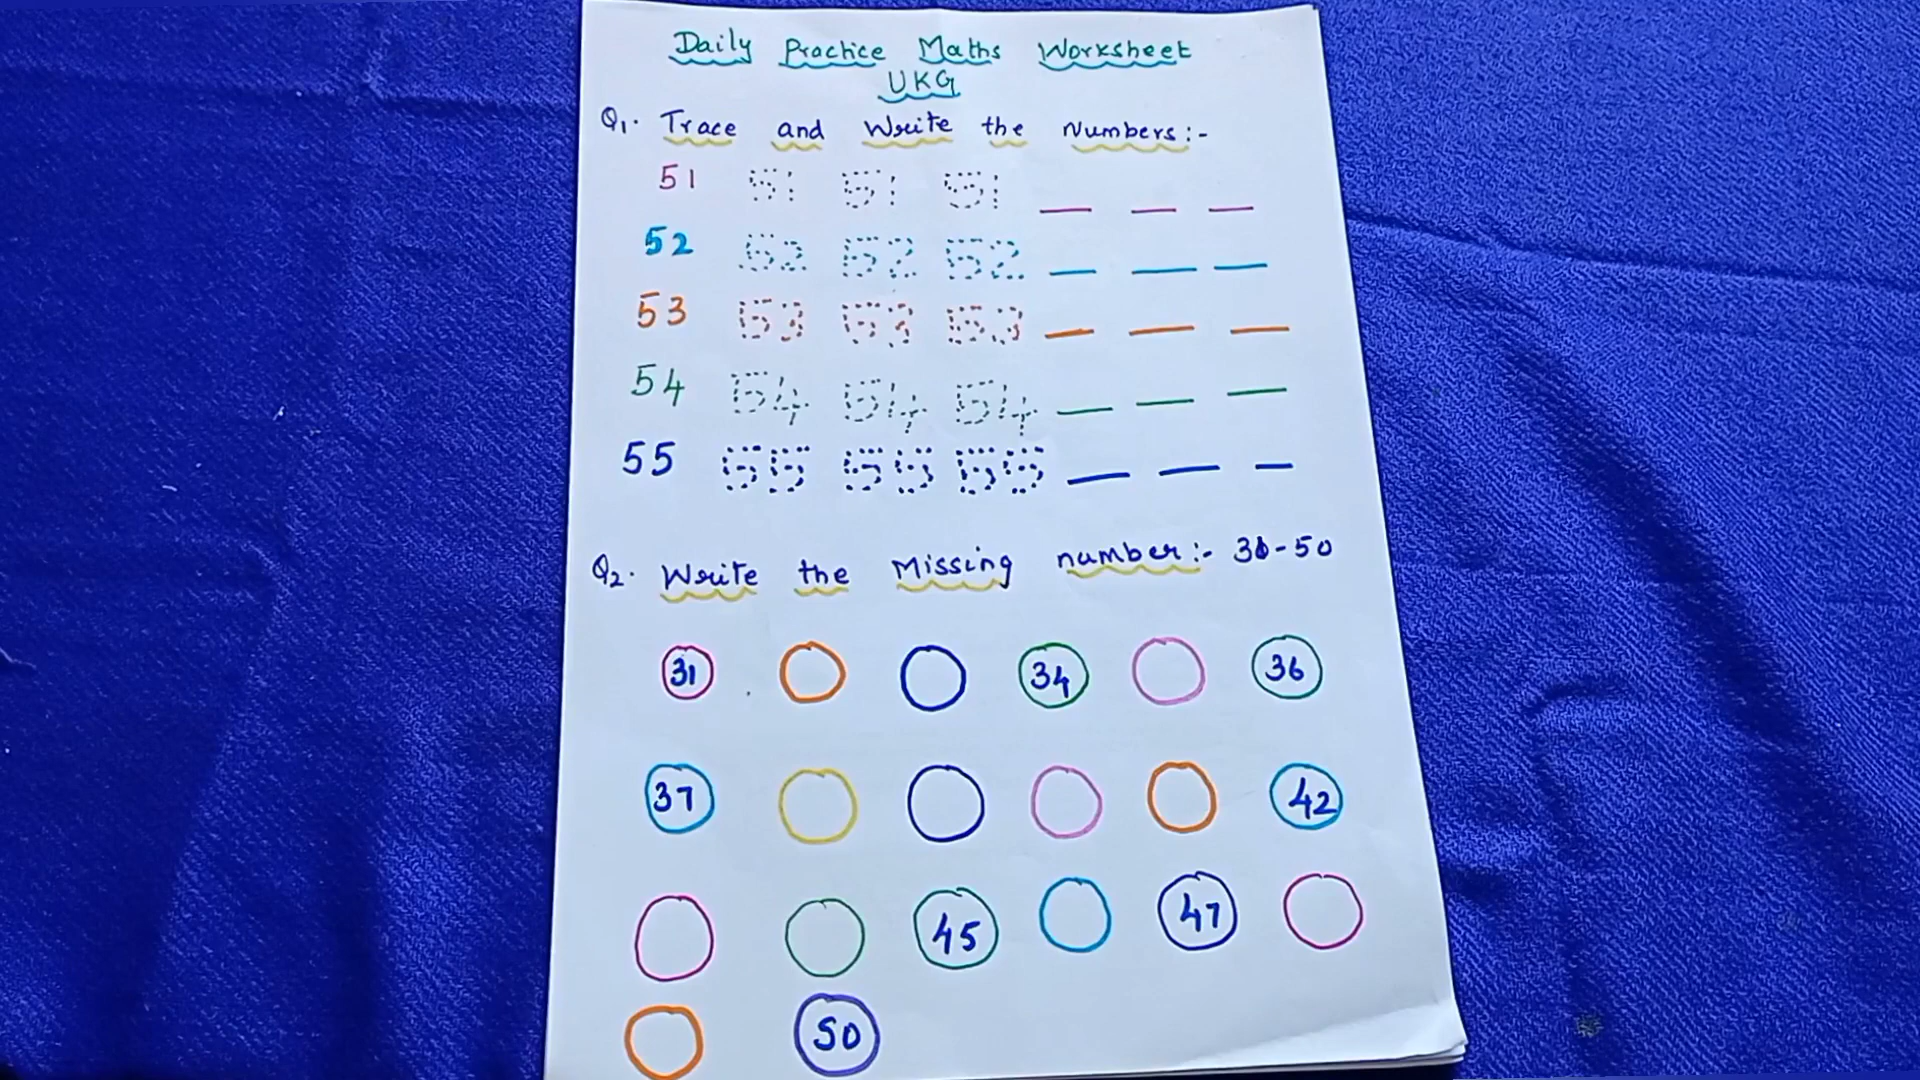 Daily Practice Maths Worksheet
UKG
Q1. Trace and Write the Numbers:-
51 51 51 51 _ _ _
52 52 52 52 _ _ _
53 53 53 53 _ _ _
54 54 54 54 _ _ _
55 55 55 55 _ _ _
Q2. Write the Missing number:- 31-50
31 34 36
37 42
45 47
50